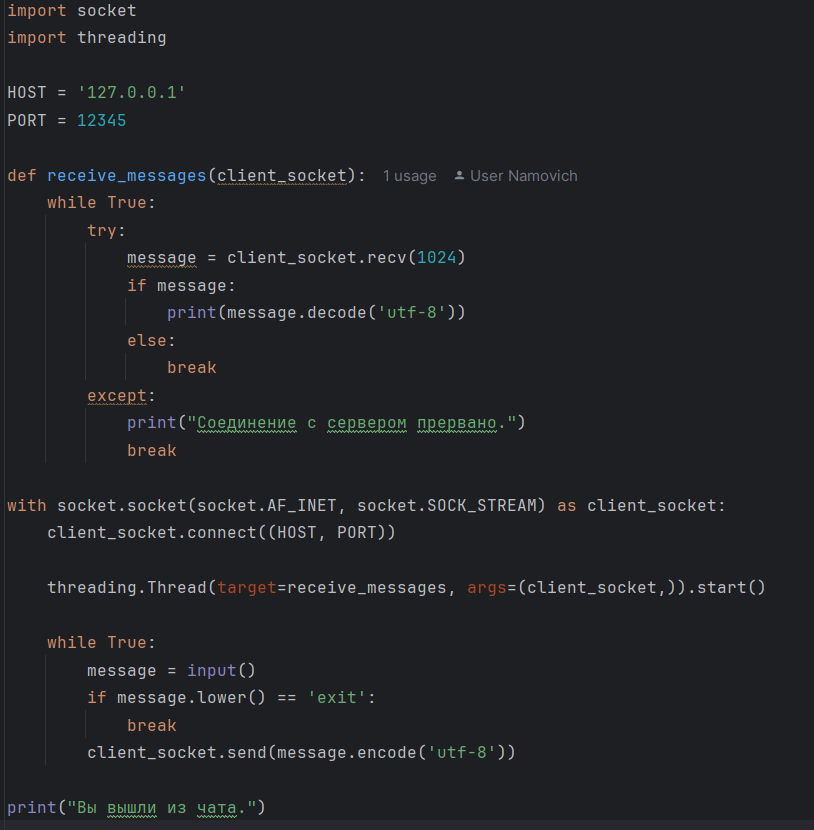 import socket
import threading
HOST = '127.0.0.1'
PORT = 12345
def receive_messages(client_socket): 1 usage User Namovich
    while True:
        try:
            message = client_socket.recv(1024)
            if message:
                print(message.decode('utf-8'))
            else:
                break
        except:
            print("Соединение с сервером прервано.")
            break
with socket.socket(socket.AF_INET, socket.SOCK_STREAM) as client_socket:
    client_socket.connect((HOST, PORT))
    threading.Thread(target=receive_messages, args=(client_socket,)).start()
    while True:
        message = input()
        if message.lower() == 'exit':
            break
        client_socket.send(message.encode('utf-8'))
print("Вы вышли из чата.")